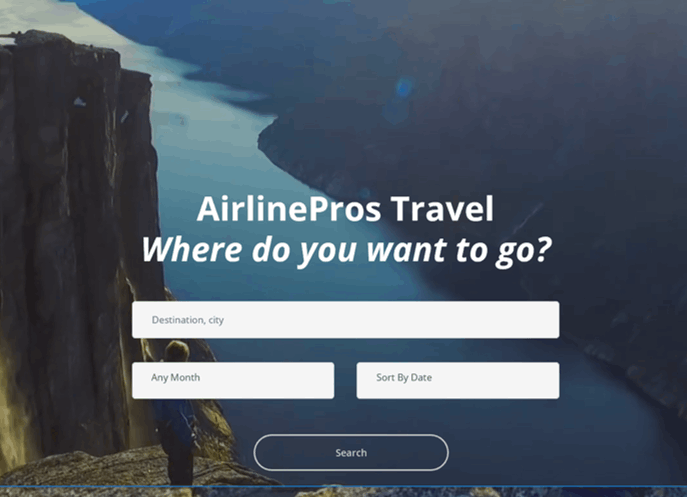 AirlinePros Travel
Where do you want to go?
Destination, city
Any Month
Sort By Date
Search